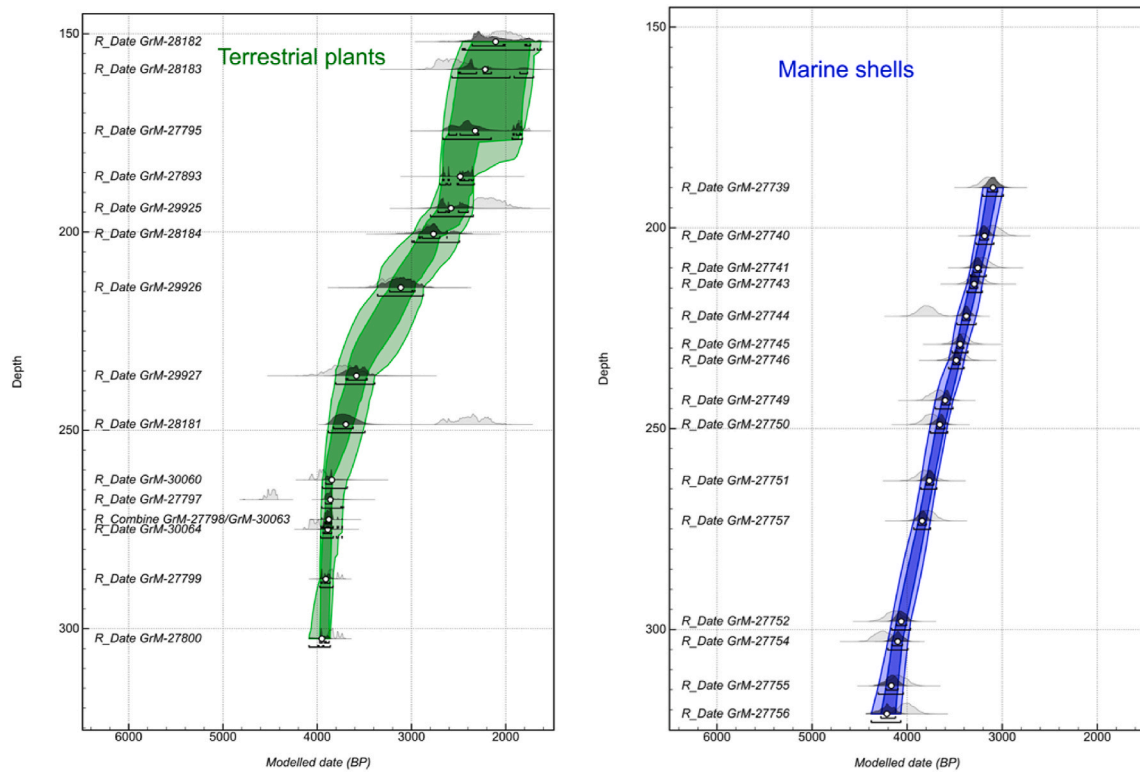 150
R_Date GrM-28182
Terrestrial plants
R_Date GrM-28183
R_Date GrM-27795
R_Date GrM-27893
R_Date GrM-29925
200
R_Date GrM-28184
R_Date GrM-29926
Depth
R_Date GrM-29927
R_Date GrM-28181
250
R_Date GrM-30060
R_Date GrM-27797
R_Combine GrM-27798/GrM-30063
R_Date GrM-30064
R_Date GrM-27799
300
R_Date GrM-27800
6000 5000 4000 3000 2000
Modelled date (BP)
150
Marine shells
R_Date GrM-27739
200
R_Date GrM-27740
R_Date GrM-27741
R_Date GrM-27743
R_Date GrM-27744
R_Date GrM-27745
R_Date GrM-27746
Depth
R_Date GrM-27749
250
R_Date GrM-27750
R_Date GrM-27751
R_Date GrM-27757
R_Date GrM-27752
300
R_Date GrM-27754
R_Date GrM-27755
R_Date GrM-27756
6000 5000 4000 3000 2000
Modelled date (BP)